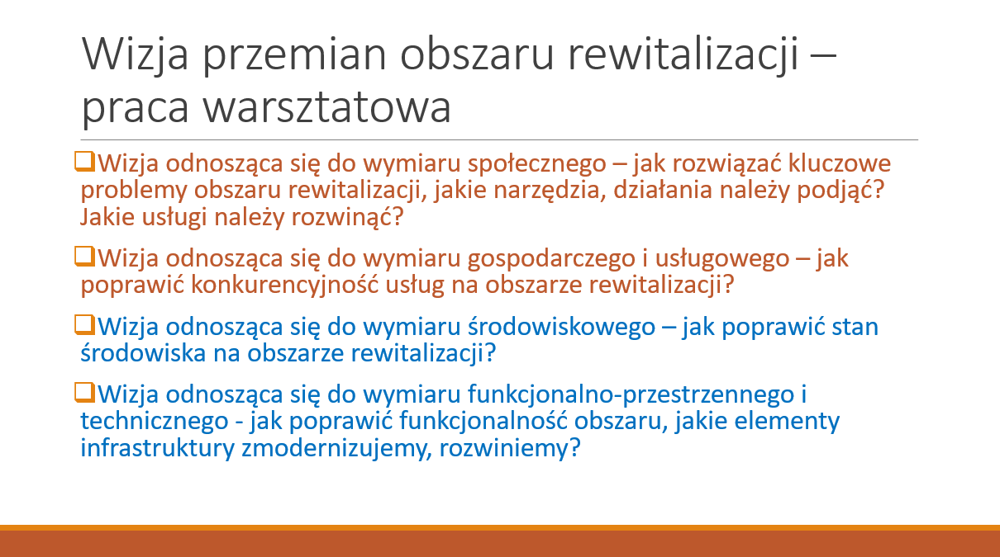 Wizja przemian obszaru rewitalizacji –
praca warsztatowa
Wizja odnosząca się do wymiaru społecznego – jak rozwiązać kluczowe
problemy obszaru rewitalizacji, jakie narzędzia, działania należy podjąć?
Jakie usługi należy rozwinąć?
Wizja odnosząca się do wymiaru gospodarczego i usługowego – jak
poprawić konkurencyjność usług na obszarze rewitalizacji?
Wizja odnosząca się do wymiaru środowiskowego – jak poprawić stan
środowiska na obszarze rewitalizacji?
Wizja odnosząca się do wymiaru funkcjonalno-przestrzennego i
technicznego - jak poprawić funkcjonalność obszaru, jakie elementy
infrastruktury zmodernizujemy, rozwiniemy?